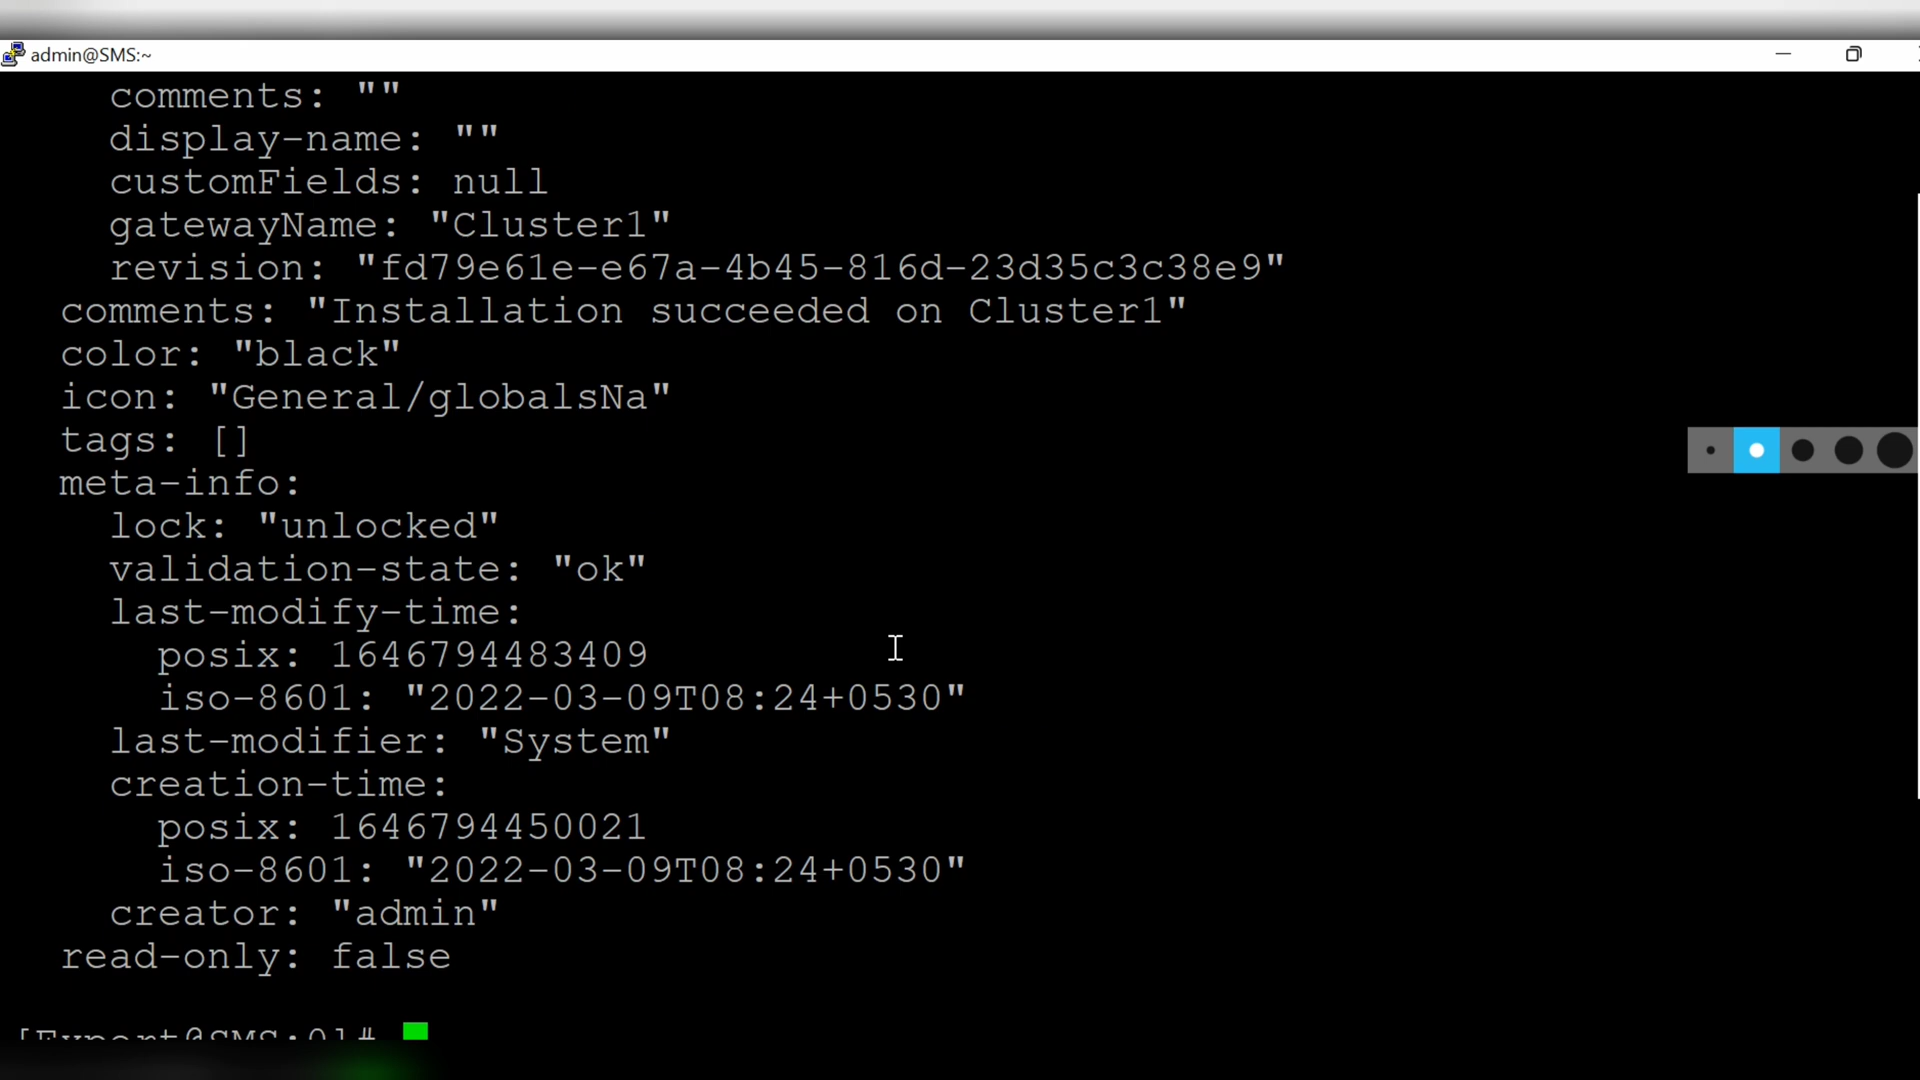 admin@SMS:~
comments: ""
display-name: ""
customFields: null
gatewayName: "Cluster1"
revision: "fd79e61e-e67a-4b45-816d-23d35c3c38e9"
comments: "Installation succeeded on Cluster1"
color: "black"
icon: "General/globalsNa"
tags: []
meta-info:
lock: "unlocked"
validation-state: "ok"
last-modify-time:
posix: 1646794483409
iso-8601: "2022-03-09T08:24+0530"
last-modifier: "System"
creation-time:
posix: 1646794450021
iso-8601: "2022-03-09T08:24+0530"
creator: "admin"
read-only: false
[Expert@SMS:0]#